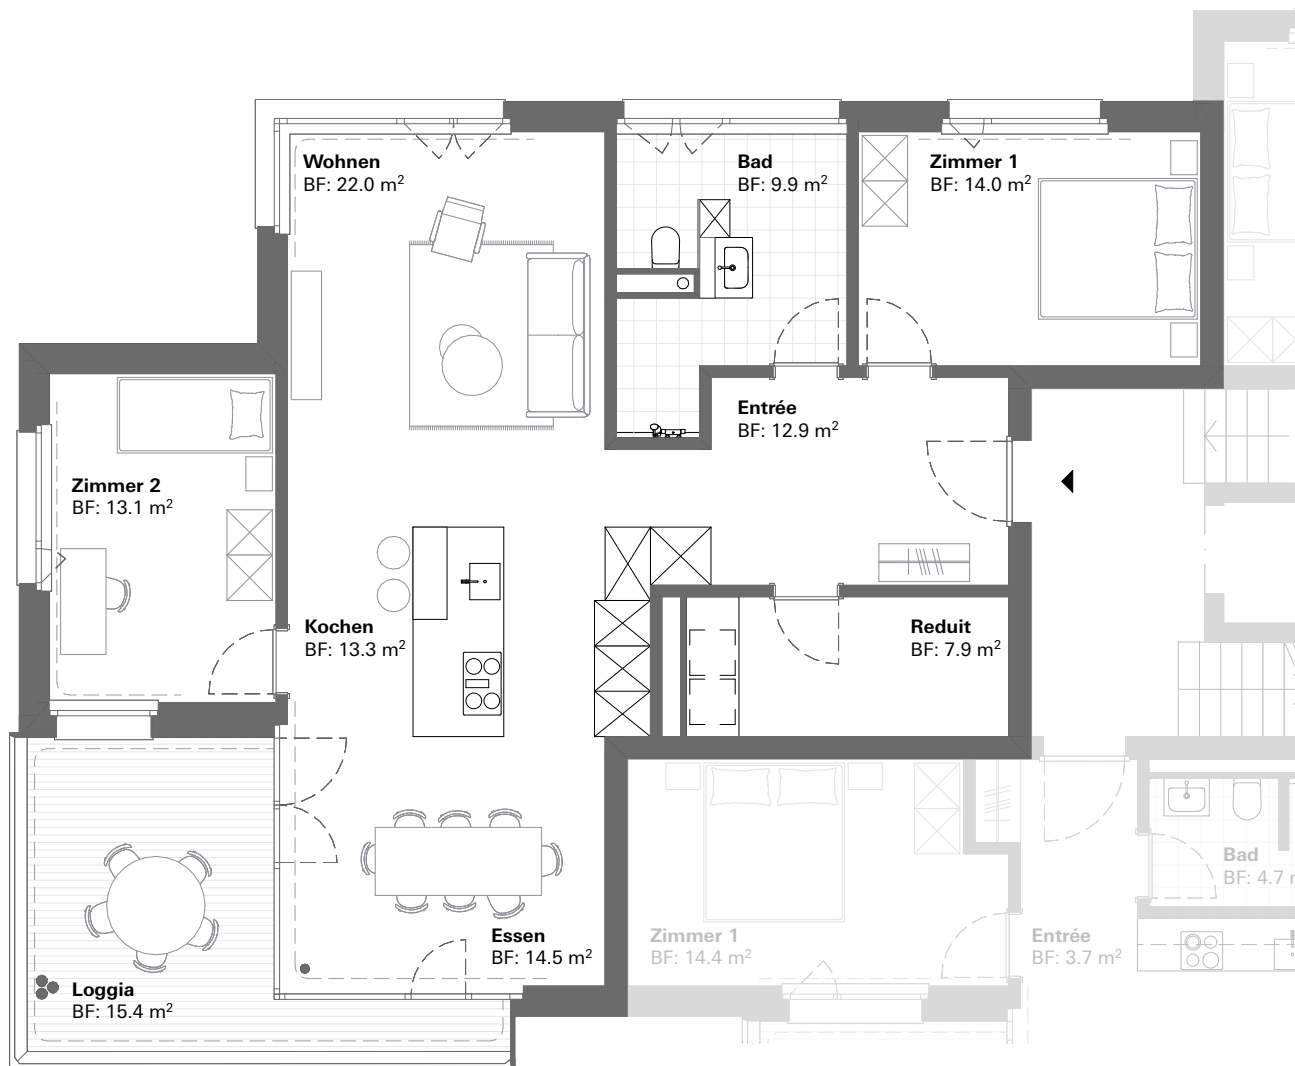 Wohnen
BF: 22.0 m²
Bad
BF: 9.9 m²
Zimmer 1
BF: 14.0 m²
Entrée
BF: 12.9 m²
Zimmer 2
BF: 13.1 m²
Kochen
BF: 13.3 m²
Reduit
BF: 7.9 m²
Essen
BF: 14.5 m²
Loggia
BF: 15.4 m²
Zimmer 1
BF: 14.4 m²
Entrée
BF: 3.7 m²
Bad
BF: 4.7